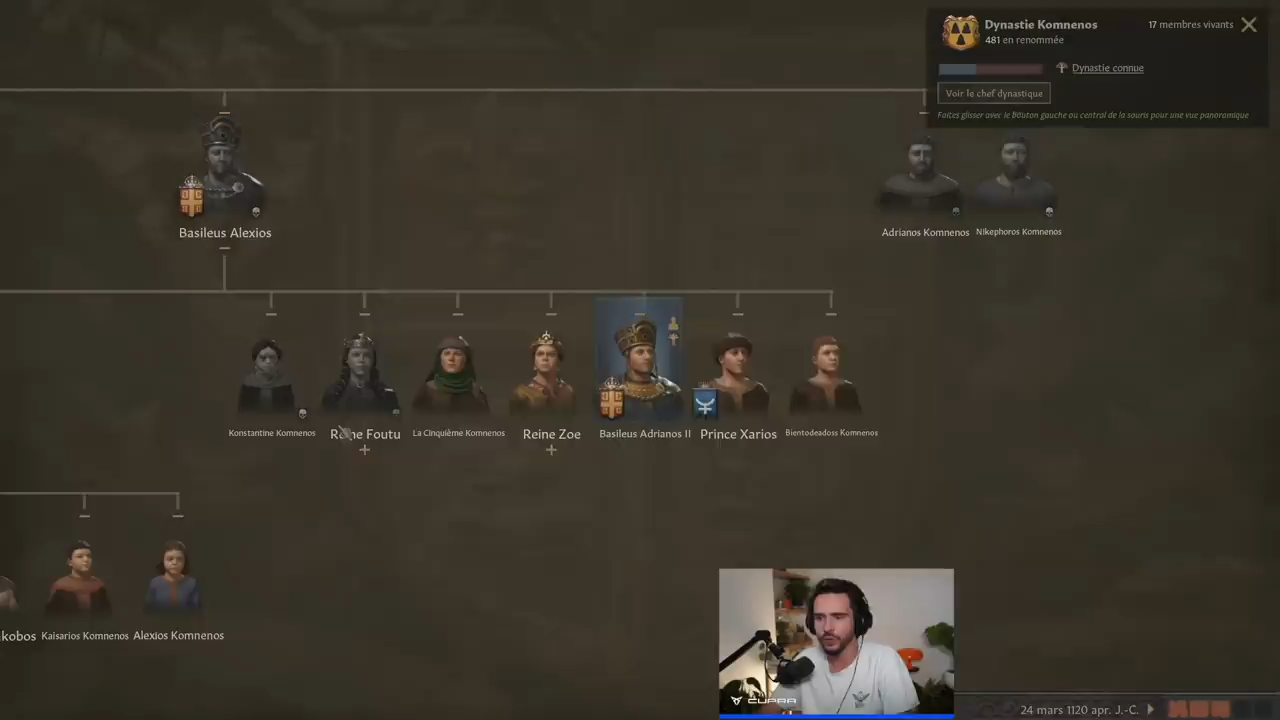 Dynastie Komnenos
17 membres vivants
481 en renommée
Dynastie connue
Voir le chef dynastique
Faites glisser avec le Bouton gauche ou central de la souris pour une vue panoramique
Basileus Alexios
Adrianos Komnenos
Nikephoros Komnenos
Konstantine Komnenos
Reine Foutu
La Cinquième Komnenos
Reine Zoe
Basileus Adrianos II
Prince Xarios
Bientodeadoss Komnenos
kobos
Kaisarios Komnenos
Alexios Komnenos
CUPRA
24 mars 1120 apr. J.-C.